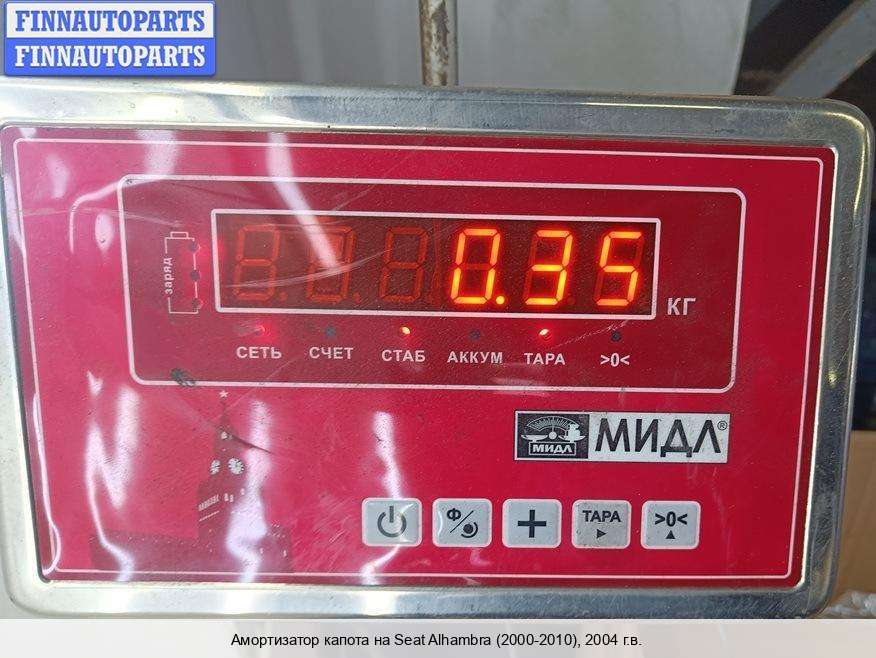 FINNAUTOPARTS
FINNAUTOPARTS
заряд
0.35
КГ
СЕТЬ СЧЕТ СТАБ АККУМ ТАРА >0<
МИДЛ МИДЛ®
Ф + ТАРА >0<
Амортизатор капота на Seat Alhambra (2000-2010), 2004 г.в.